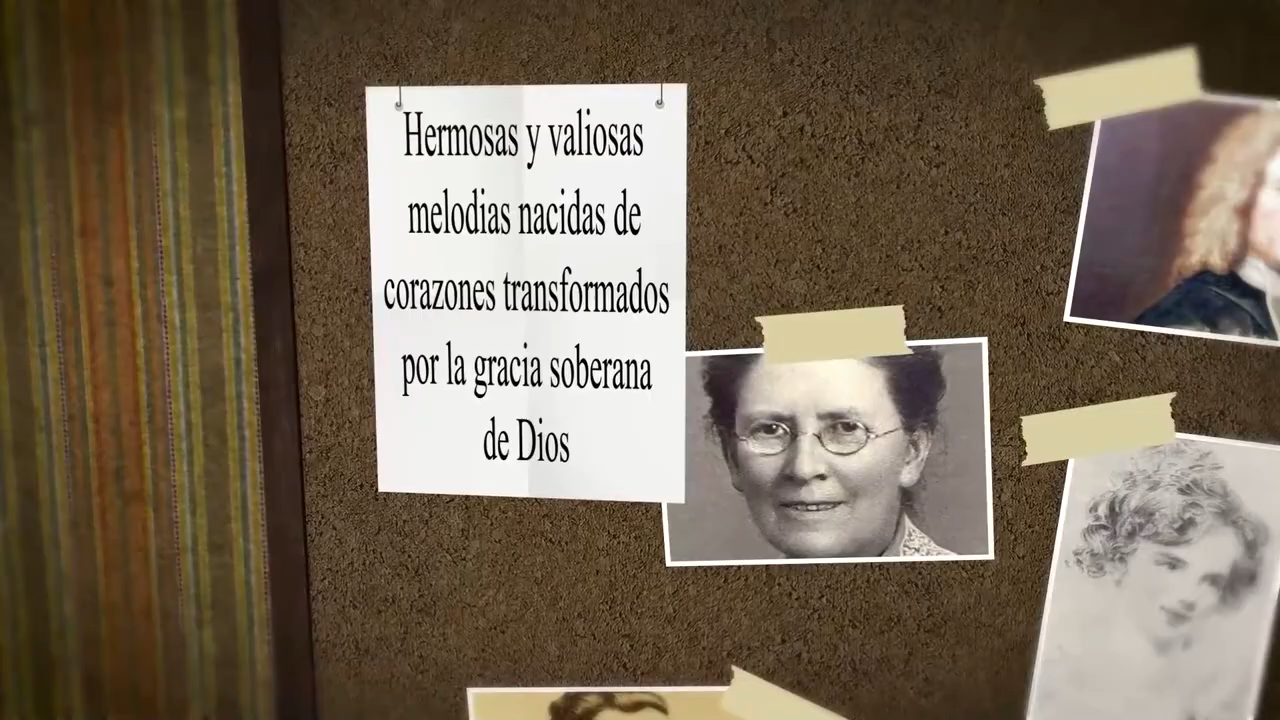 Hermosas y valiosas
melodias nacidas de
corazones transformados
por la gracia soberana
de Dios